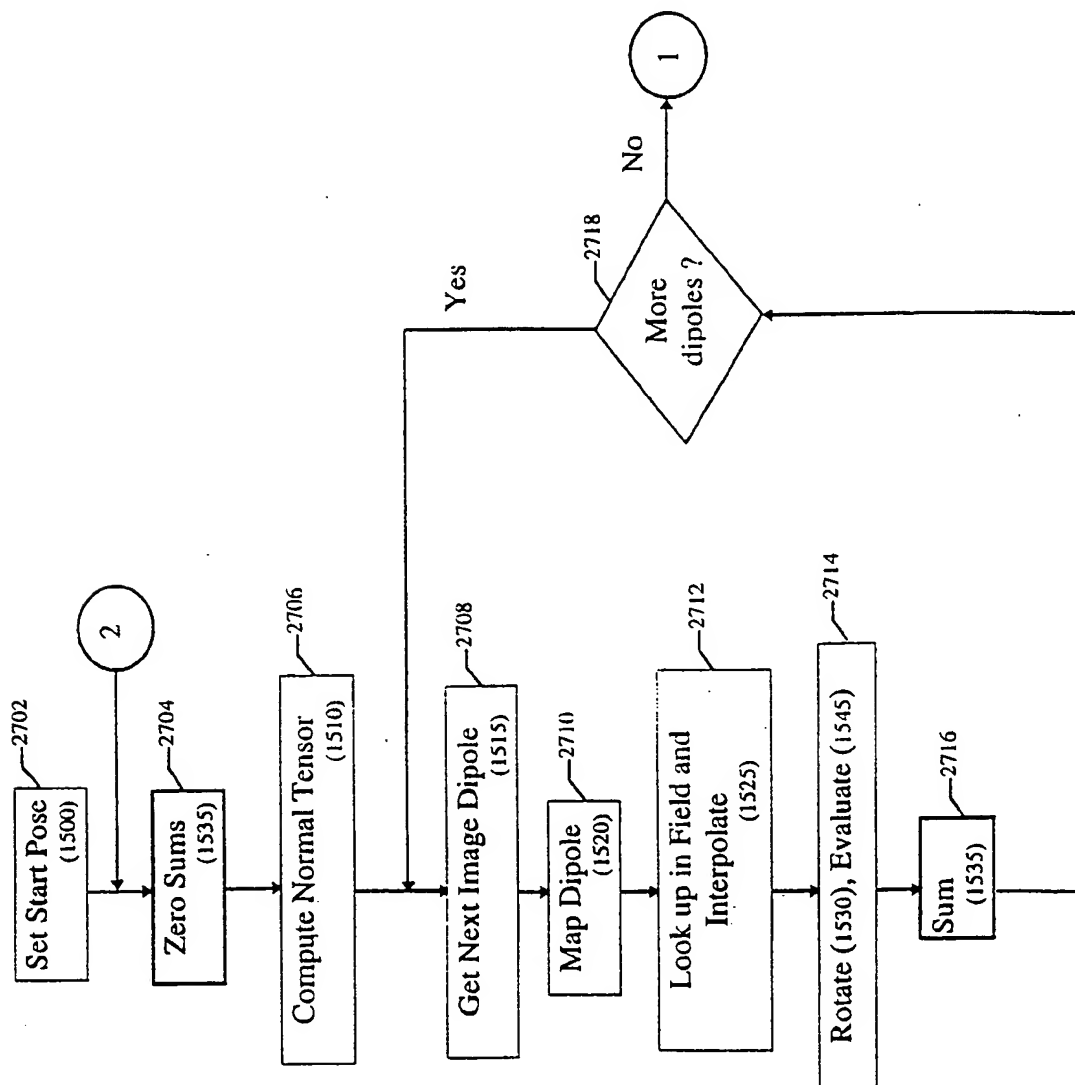 2702
Set Start Pose
(1500)
2
2704
Zero Sums
(1535)
2706
Compute Normal Tensor
(1510)
2708
Get Next Image Dipole
(1515)
2710
Map Dipole
(1520)
2712
Look up in Field and
Interpolate
(1525)
2714
Rotate (1530), Evaluate (1545)
2716
Sum
(1535)
2718
More
dipoles ?
Yes
No
1